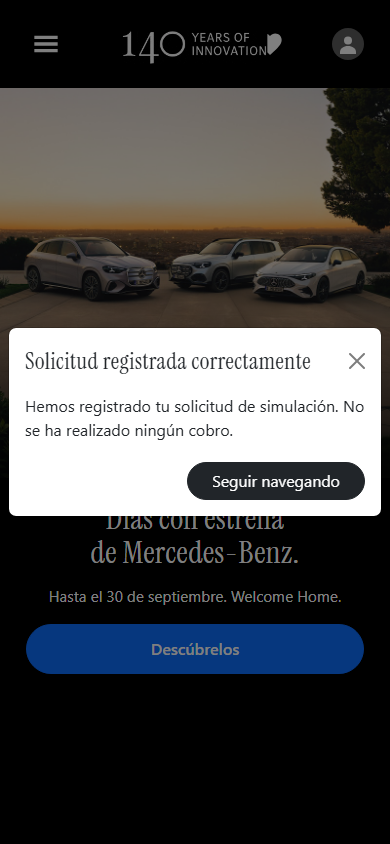 140 YEARS OF
INNOVATION
Solicitud registrada correctamente
Hemos registrado tu solicitud de simulación. No
se ha realizado ningún cobro.
Seguir navegando
Días con estrella
de Mercedes-Benz.
Hasta el 30 de septiembre. Welcome Home.
Descúbrelos